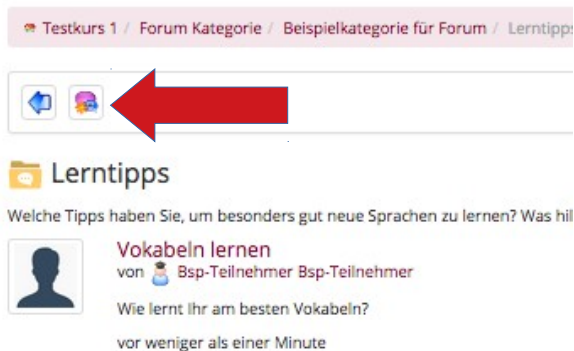 Testkurs 1 / Forum Kategorie / Beispielkategorie für Forum / Lerntipps
Lerntipps
Welche Tipps haben Sie, um besonders gut neue Sprachen zu lernen? Was hil
Vokabeln lernen
von Bsp-Teilnehmer Bsp-Teilnehmer
Wie lernt Ihr am besten Vokabeln?
vor weniger als einer Minute